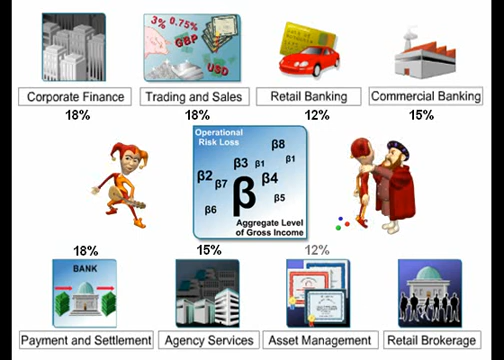 3% 0.75%
GBP
USD
Corporate Finance
Trading and Sales
Retail Banking
Commercial Banking
18%
18%
12%
15%
Operational
Risk Loss
β8
β3 β1 β1
β2 β7 β4
β
β6 β5
Aggregate Level
of Gross Income
18%
15%
12%
BANK
Payment and Settlement
Agency Services
Asset Management
Retail Brokerage